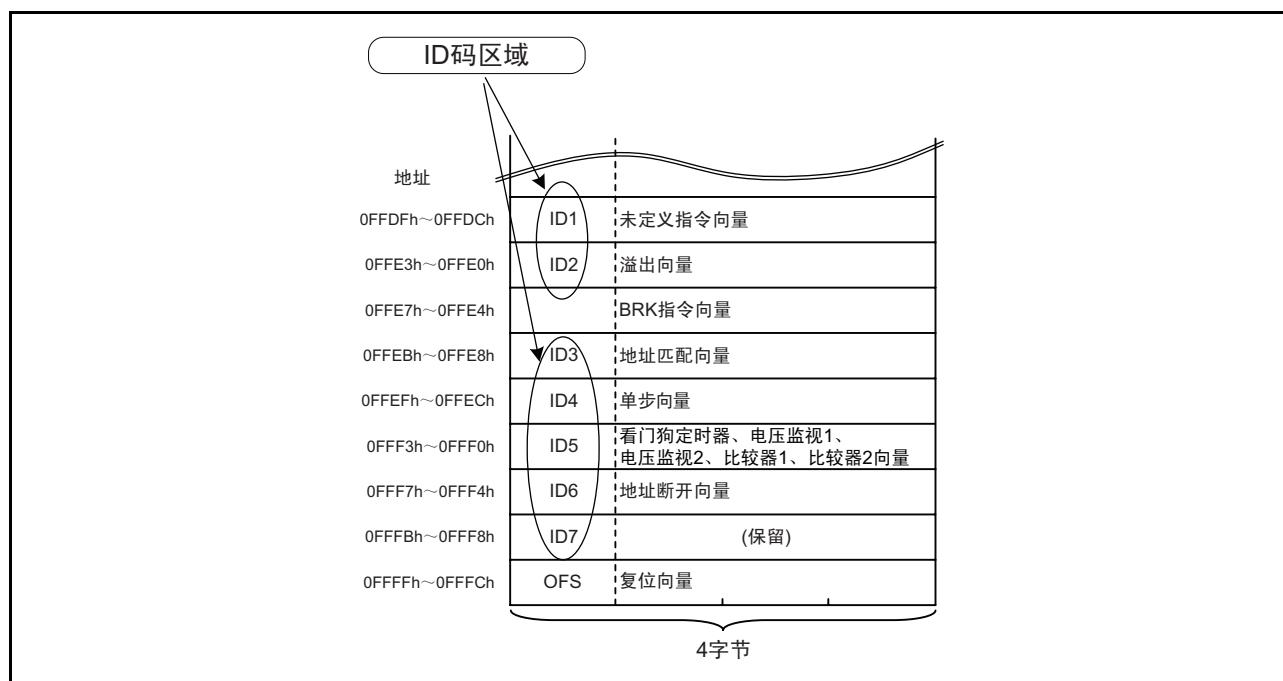 ID码区域
地址
0FFDFh～0FFDCh ID1 未定义指令向量
0FFE3h～0FFE0h ID2 溢出向量
0FFE7h～0FFE4h BRK指令向量
0FFEBh～0FFE8h ID3 地址匹配向量
0FFEFh～0FFECh ID4 单步向量
0FFF3h～0FFF0h ID5 看门狗定时器、电压监视1、
电压监视2、比较器1、比较器2向量
0FFF7h～0FFF4h ID6 地址断开向量
0FFFBh～0FFF8h ID7 (保留)
0FFFFh～0FFFCh OFS 复位向量
4字节